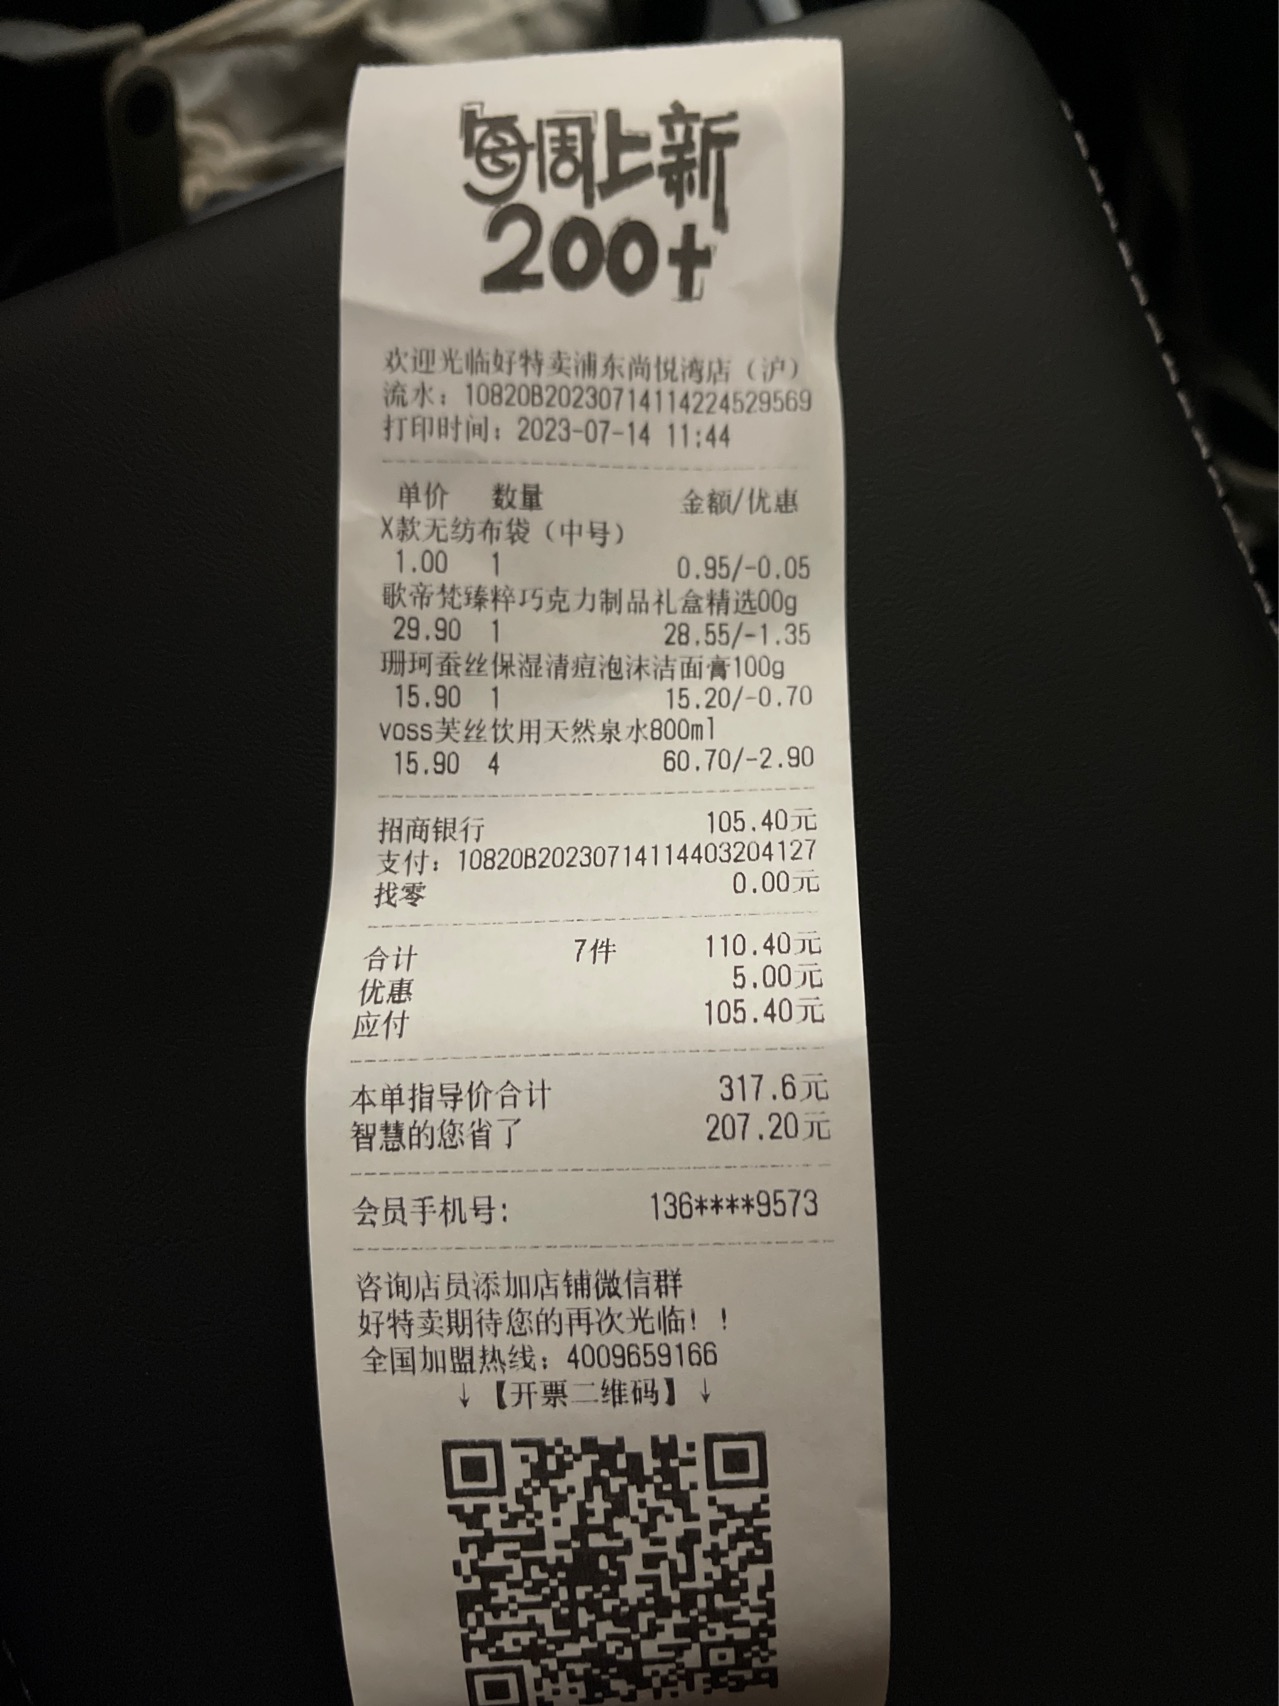 每周上新
200+
欢迎光临好特卖浦东尚悦湾店（沪）
流水：10820B202307141114224529569
打印时间：2023-07-14 11:44
单价 数量 金额/优惠
X款无纺布袋（中号）
1.00 1 0.95/-0.05
歌帝梵臻粹巧克力制品礼盒精选00g
29.90 1 28.55/-1.35
珊珂蚕丝保湿清痘泡沫洁面膏100g
15.90 1 15.20/-0.70
voss芙丝饮用天然泉水800ml
15.90 4 60.70/-2.90
招商银行 105.40元
支付：10820B20230714114403204127
找零 0.00元
合计 7件 110.40元
优惠 5.00元
应付 105.40元
本单指导价合计 317.6元
智慧的您省了 207.20元
会员手机号: 136****9573
咨询店员添加店铺微信群
好特卖期待您的再次光临！！
全国加盟热线：4009659166
↓【开票二维码】↓